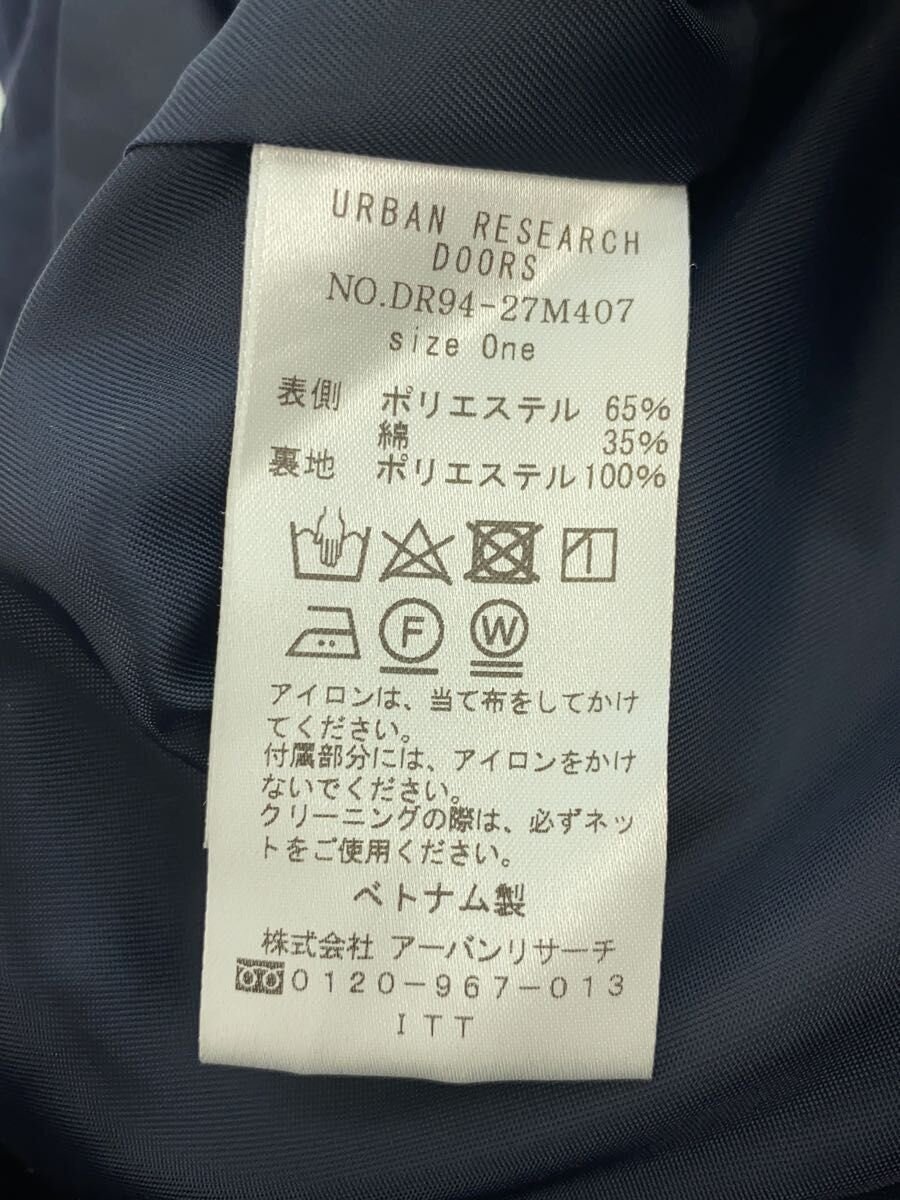 URBAN RESEARCH
DOORS
NO.DR94-27M407
size One
表側 ポリエステル 65%
綿 35%
裏地 ポリエステル 100%
F W
アイロンは、当て布をしてかけ
てください。
付属部分には、アイロンをかけ
ないでください。
クリーニングの際は、必ずネッ
トをご使用ください。
ベトナム製
株式会社 アーバンリサーチ
0120-967-013
ITT